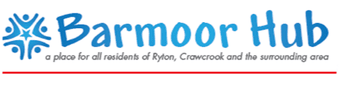 Barmoor Hub
a place for all residents of Ryton, Crawcrook and the surrounding area